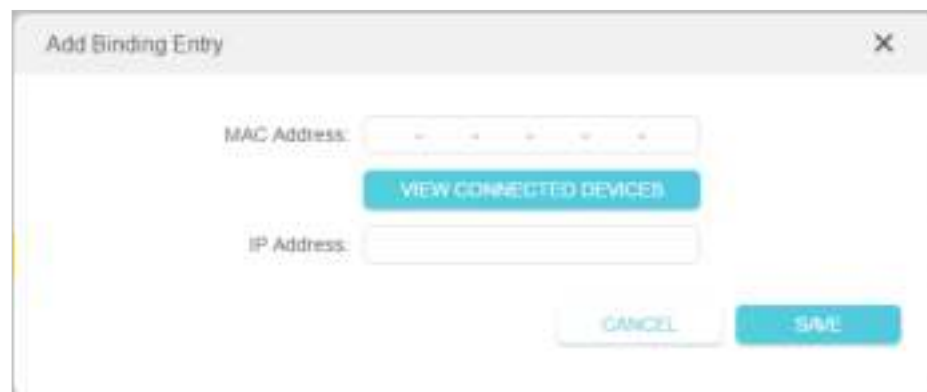 Add Binding Entry ×
MAC Address: - - - - -
VIEW CONNECTED DEVICES
IP Address:
CANCEL SAVE